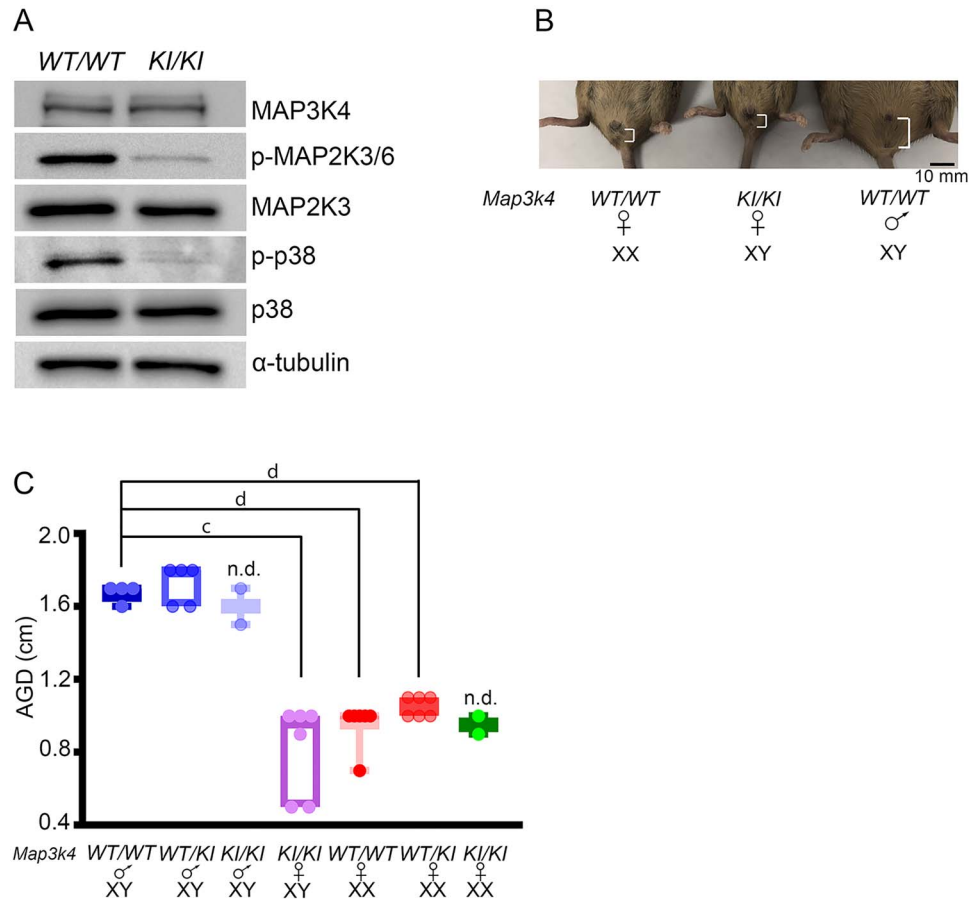 A
WT/WT KI/KI
MAP3K4
p-MAP2K3/6
MAP2K3
p-p38
p38
α-tubulin
B
10 mm
Map3k4 WT/WT KI/KI WT/WT
♀ ♀ ♂
XX XY XY
C
d
d
c
n.d.
n.d.
AGD (cm)
2.0
1.6
1.2
0.8
0.4
Map3k4 WT/WT WT/KI KI/KI KI/KI WT/WT WT/KI KI/KI
♂ ♂ ♂ ♀ ♀ ♀ ♀
XY XY XY XY XX XX XX